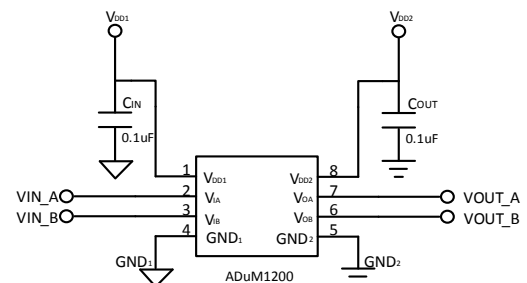 VDD1 VDD2
CIN COUT
0.1uF 0.1uF
1 VDD1 VDD2 8
VIN_A 2 VIA VOA 7 VOUT_A
VIN_B 3 VIB VOB 6 VOUT_B
4 GND1 GND2 5
GND1 GND2
ADuM1200